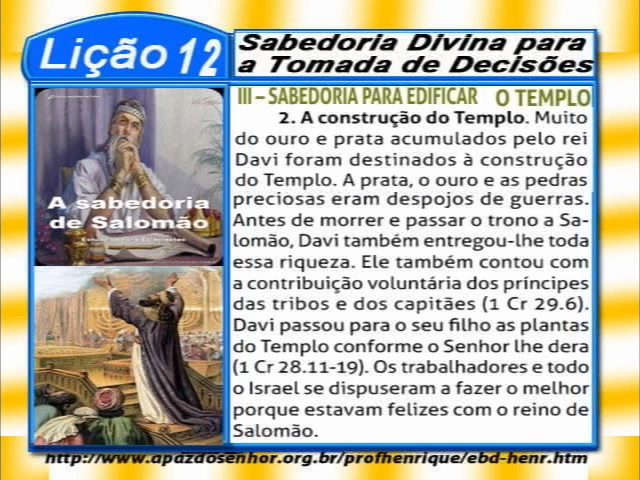 Lição 12
Sabedoria Divina para
a Tomada de Decisões
III – SABEDORIA PARA EDIFICAR O TEMPLO
2. A construção do Templo. Muito
do ouro e prata acumulados pelo rei
Davi foram destinados à construção
do Templo. A prata, o ouro e as pedras
preciosas eram despojos de guerras.
Antes de morrer e passar o trono a Sa-
lomão, Davi também entregou-lhe toda
essa riqueza. Ele também contou com
a contribuição voluntária dos príncipes
das tribos e dos capitães (1 Cr 29.6).
Davi passou para o seu filho as plantas
do Templo conforme o Senhor lhe dera
(1 Cr 28.11-19). Os trabalhadores e todo
o Israel se dispuseram a fazer o melhor
porque estavam felizes com o reino de
Salomão.
A sabedoria
de Salomão
http://www.apazdosenhor.org.br/profhenrique/ebd-henr.htm